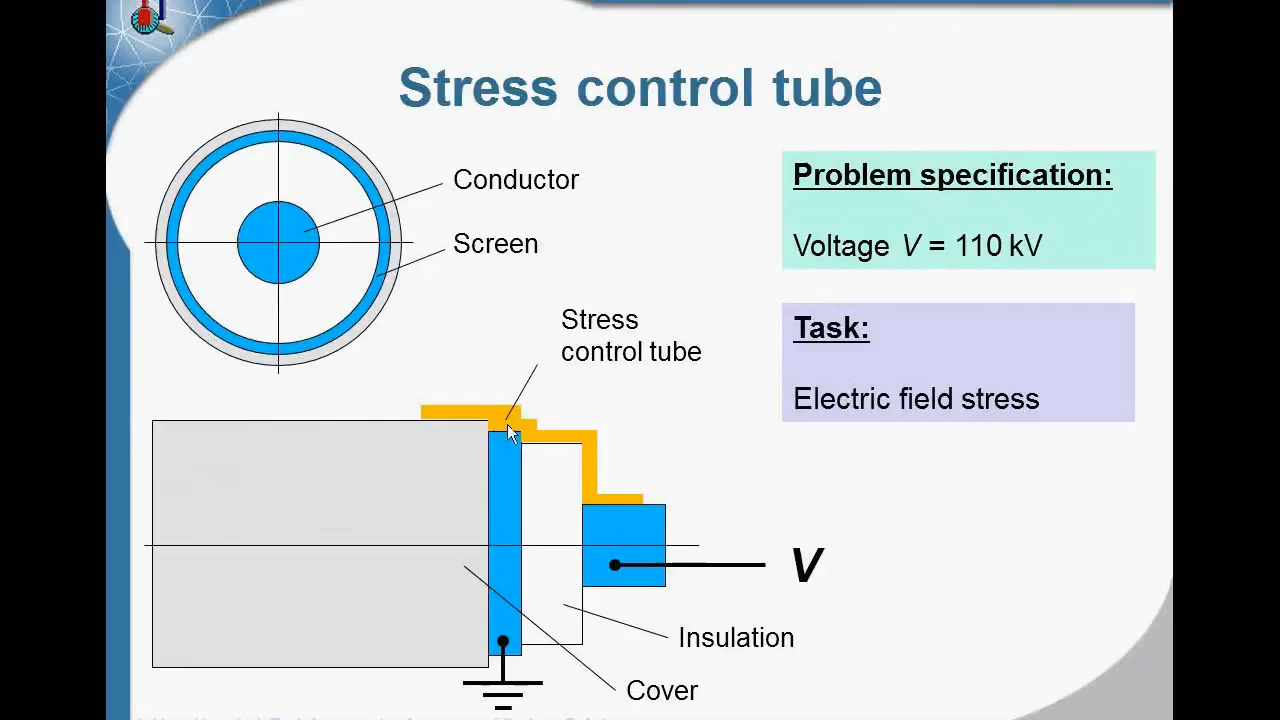 Stress control tube
Conductor
Screen
Stress
control tube
Problem specification:
Voltage V = 110 kV
Task:
Electric field stress
V
Insulation
Cover